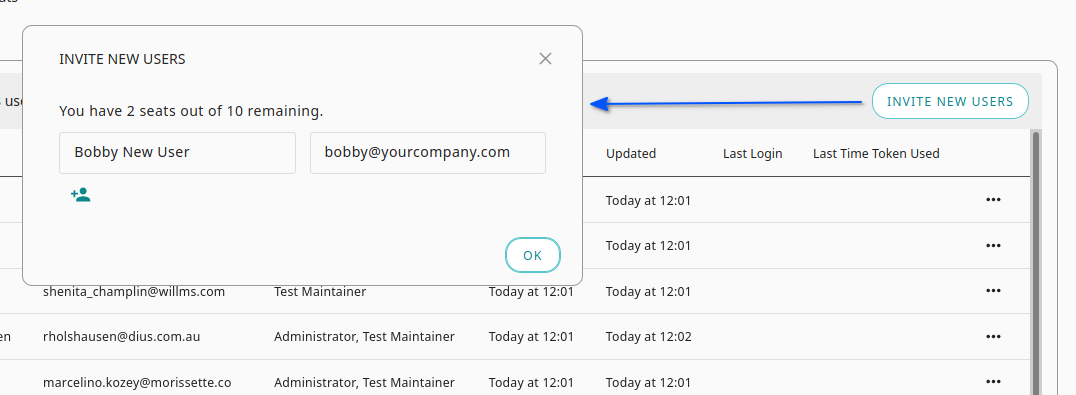 INVITE NEW USERS
You have 2 seats out of 10 remaining.
Bobby New User bobby@yourcompany.com
OK
INVITE NEW USERS
Updated Last Login Last Time Token Used
Today at 12:01
Today at 12:01
shenita_champlin@willms.com Test Maintainer Today at 12:01 Today at 12:01
rholshausen@dius.com.au Administrator, Test Maintainer Today at 12:01 Today at 12:02
marcelino.kozey@morissette.co Administrator, Test Maintainer Today at 12:01 Today at 12:01